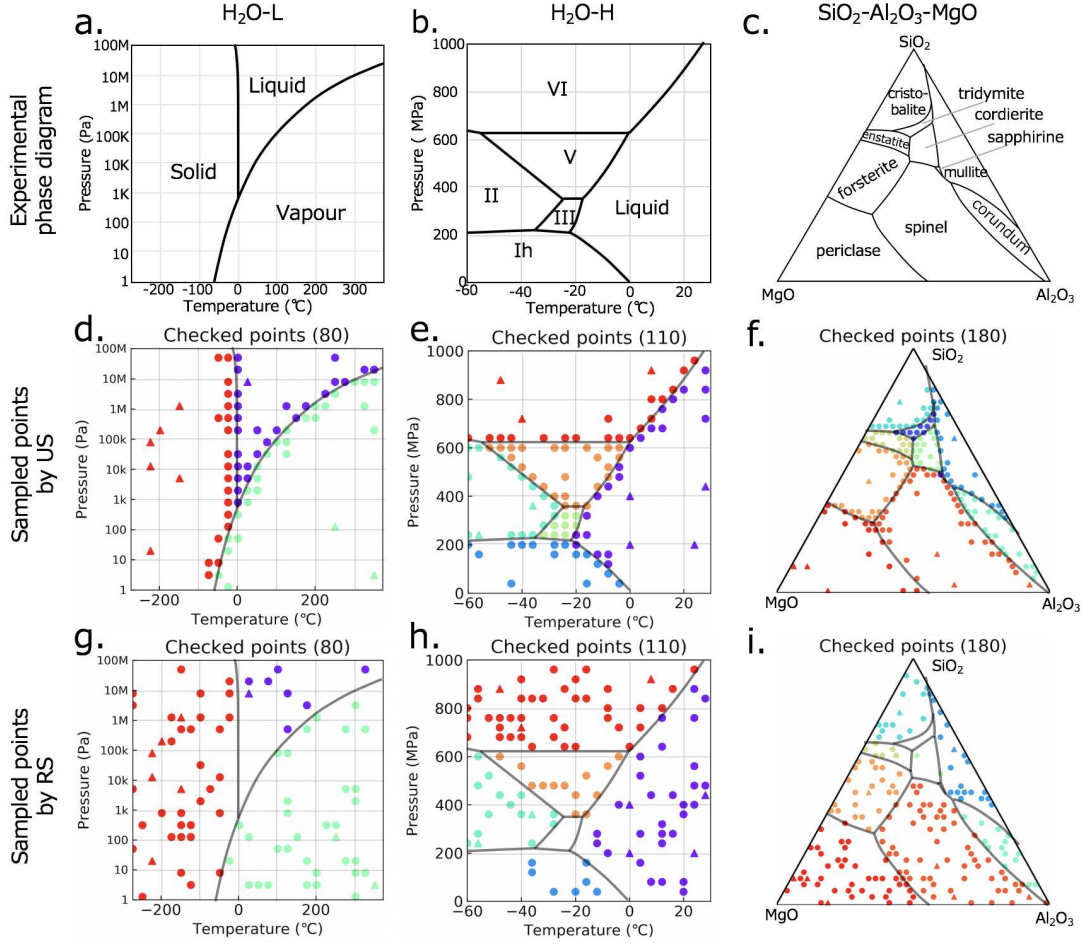 H₂O-L
H₂O-H
SiO₂-Al₂O₃-MgO
a.
b.
c.
Experimental
phase diagram
Pressure (Pa)
100M
10M
1M
100K
10K
1K
100
10
1
Solid
Liquid
Vapour
-200 -100 0 100 200 300
Temperature (℃)
Pressure ( MPa)
1000
800
600
400
200
0
VI
V
II
III
Liquid
Ih
-60 -40 -20 0 20
Temperature (℃)
SiO₂
cristo-
balite
tridymite
cordierite
sapphirine
enstatite
forsterite
mullite
corundum
spinel
periclase
MgO
Al₂O₃
Sampled points
by US
d.
Checked points (80)
Pressure (Pa)
100M
10M
1M
100k
10k
1k
100
10
1
−200 0 200
Temperature (℃)
e.
Checked points (110)
Pressure (MPa)
1000
800
600
400
200
0
−60 −40 −20 0 20
Temperature (℃)
f.
Checked points (180)
SiO₂
MgO
Al₂O₃
Sampled points
by RS
g.
Checked points (80)
Pressure (Pa)
100M
10M
1M
100k
10k
1k
100
10
1
−200 0 200
Temperature (℃)
h.
Checked points (110)
Pressure (MPa)
1000
800
600
400
200
0
−60 −40 −20 0 20
Temperature (℃)
i.
Checked points (180)
SiO₂
MgO
Al₂O₃